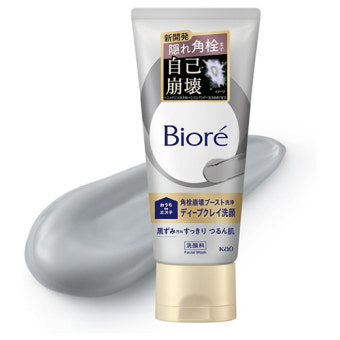 新開発
隠れ角栓まで
自己
崩壊
Bioré
おうちdeエステ
角栓崩壊ブースト洗浄
ディープクレイ洗顔
黒ずみ汚れすっきり つるん肌
洗顔料
Facial Wash
Kao